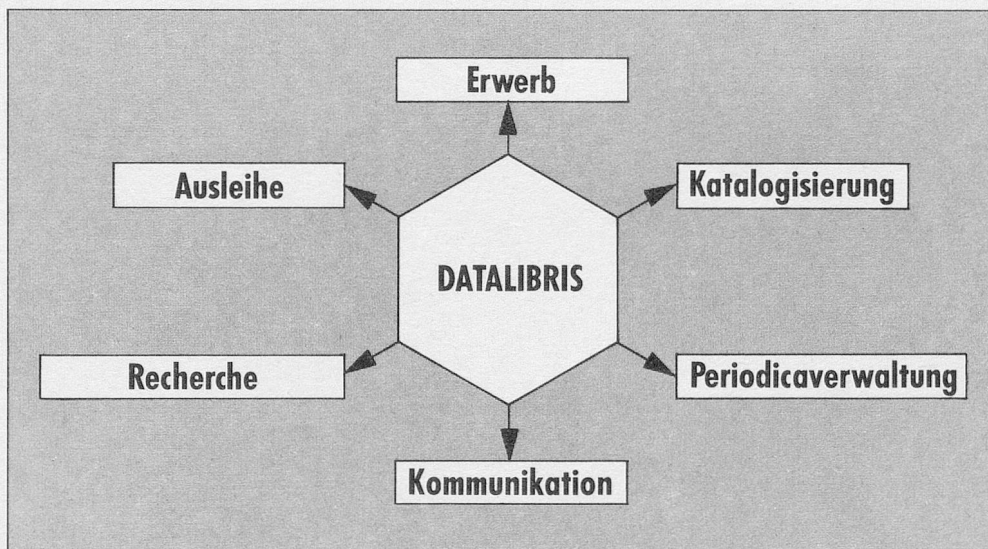 Erwerb
Ausleihe
Katalogisierung
DATALIBRIS
Recherche
Periodicaverwaltung
Kommunikation